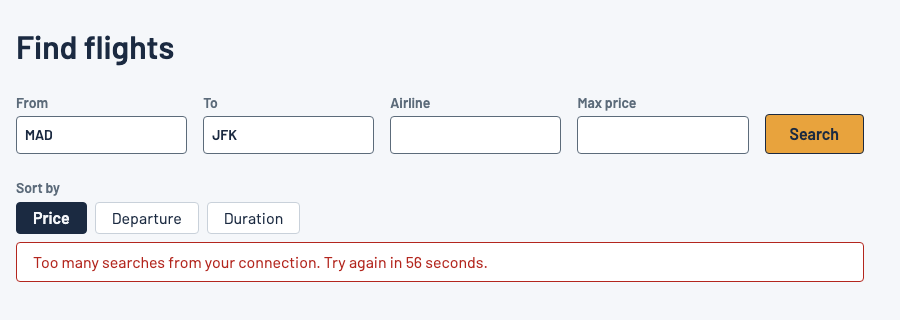 Find flights
From To Airline Max price
MAD JFK Search
Sort by
Price Departure Duration
Too many searches from your connection. Try again in 56 seconds.